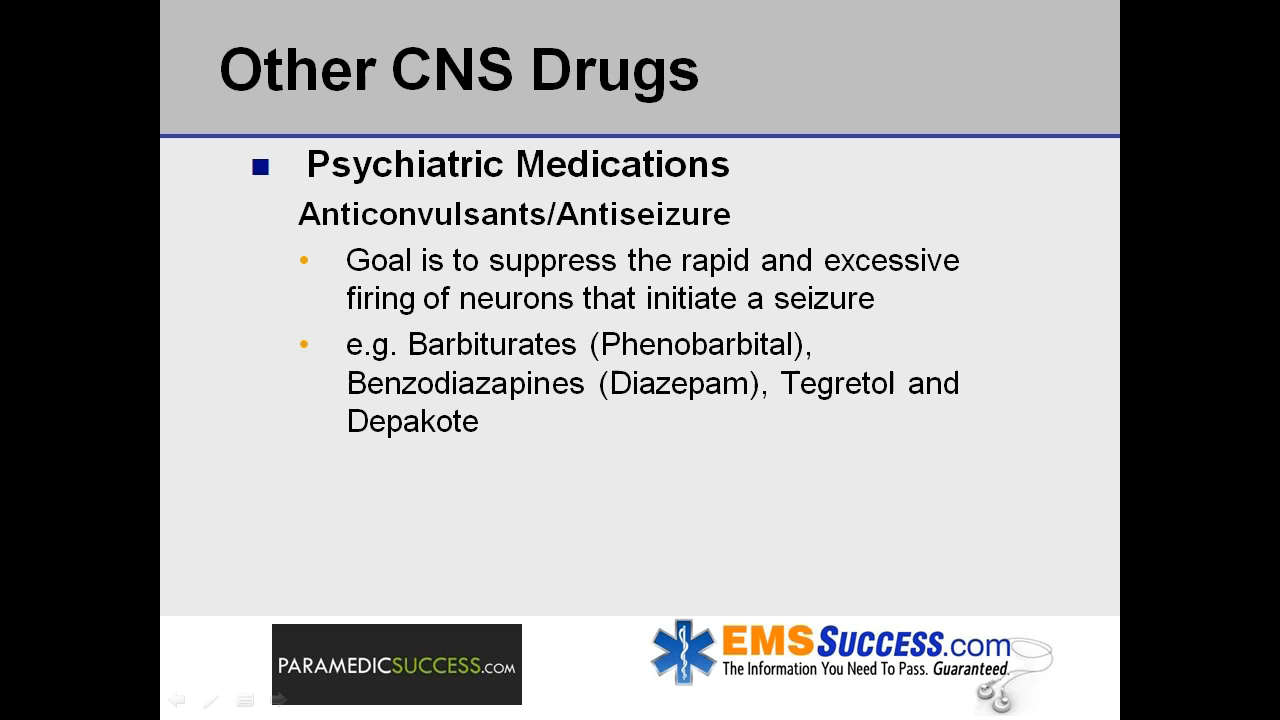 Other CNS Drugs
■ Psychiatric Medications
Anticonvulsants/Antiseizure
• Goal is to suppress the rapid and excessive
firing of neurons that initiate a seizure
• e.g. Barbiturates (Phenobarbital),
Benzodiazapines (Diazepam), Tegretol and
Depakote
PARAMEDICSUCCESS.COM
EMS SUCCESS.com
The Information You Need To Pass. Guaranteed.